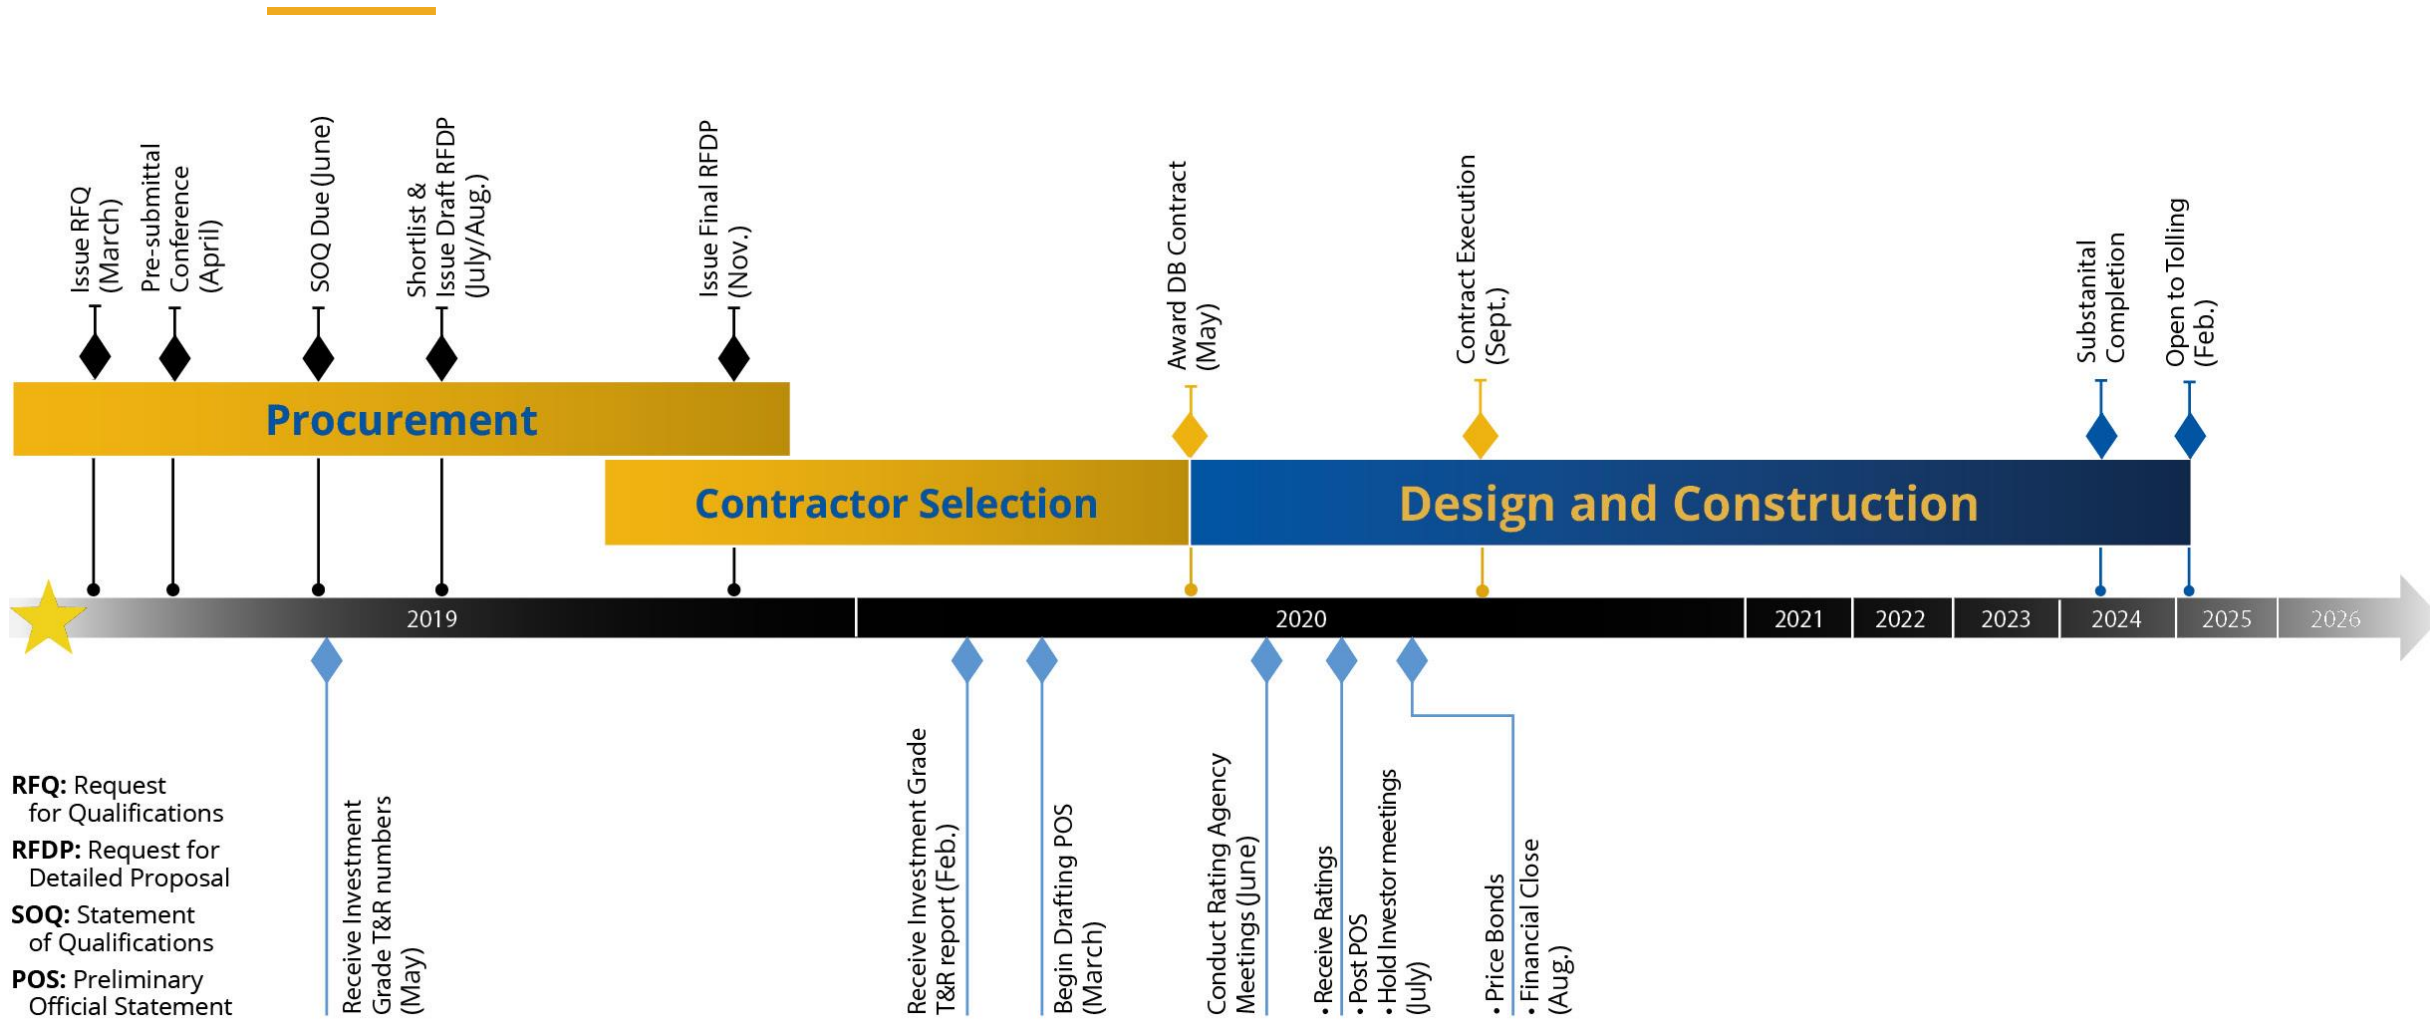 Issue RFQ
(March)
Pre-submittal
Conference
(April)
SOQ Due (June)
Shortlist &
Issue Draft RFDP
(July/Aug.)
Issue Final RFDP
(Nov.)
Award DB Contract
(May)
Contract Execution
(Sept.)
Substanital
Completion
Open to Tolling
(Feb.)
Procurement
Contractor Selection
Design and Construction
2019
2020
2021
2022
2023
2024
2025
2026
Receive Investment
Grade T&R numbers
(May)
Receive Investment Grade
T&R report (Feb.)
Begin Drafting POS
(March)
Conduct Rating Agency
Meetings (June)
• Receive Ratings
• Post POS
• Hold Investor meetings
(July)
• Price Bonds
• Financial Close
(Aug.)
RFQ: Request
for Qualifications
RFDP: Request for
Detailed Proposal
SOQ: Statement
of Qualifications
POS: Preliminary
Official Statement